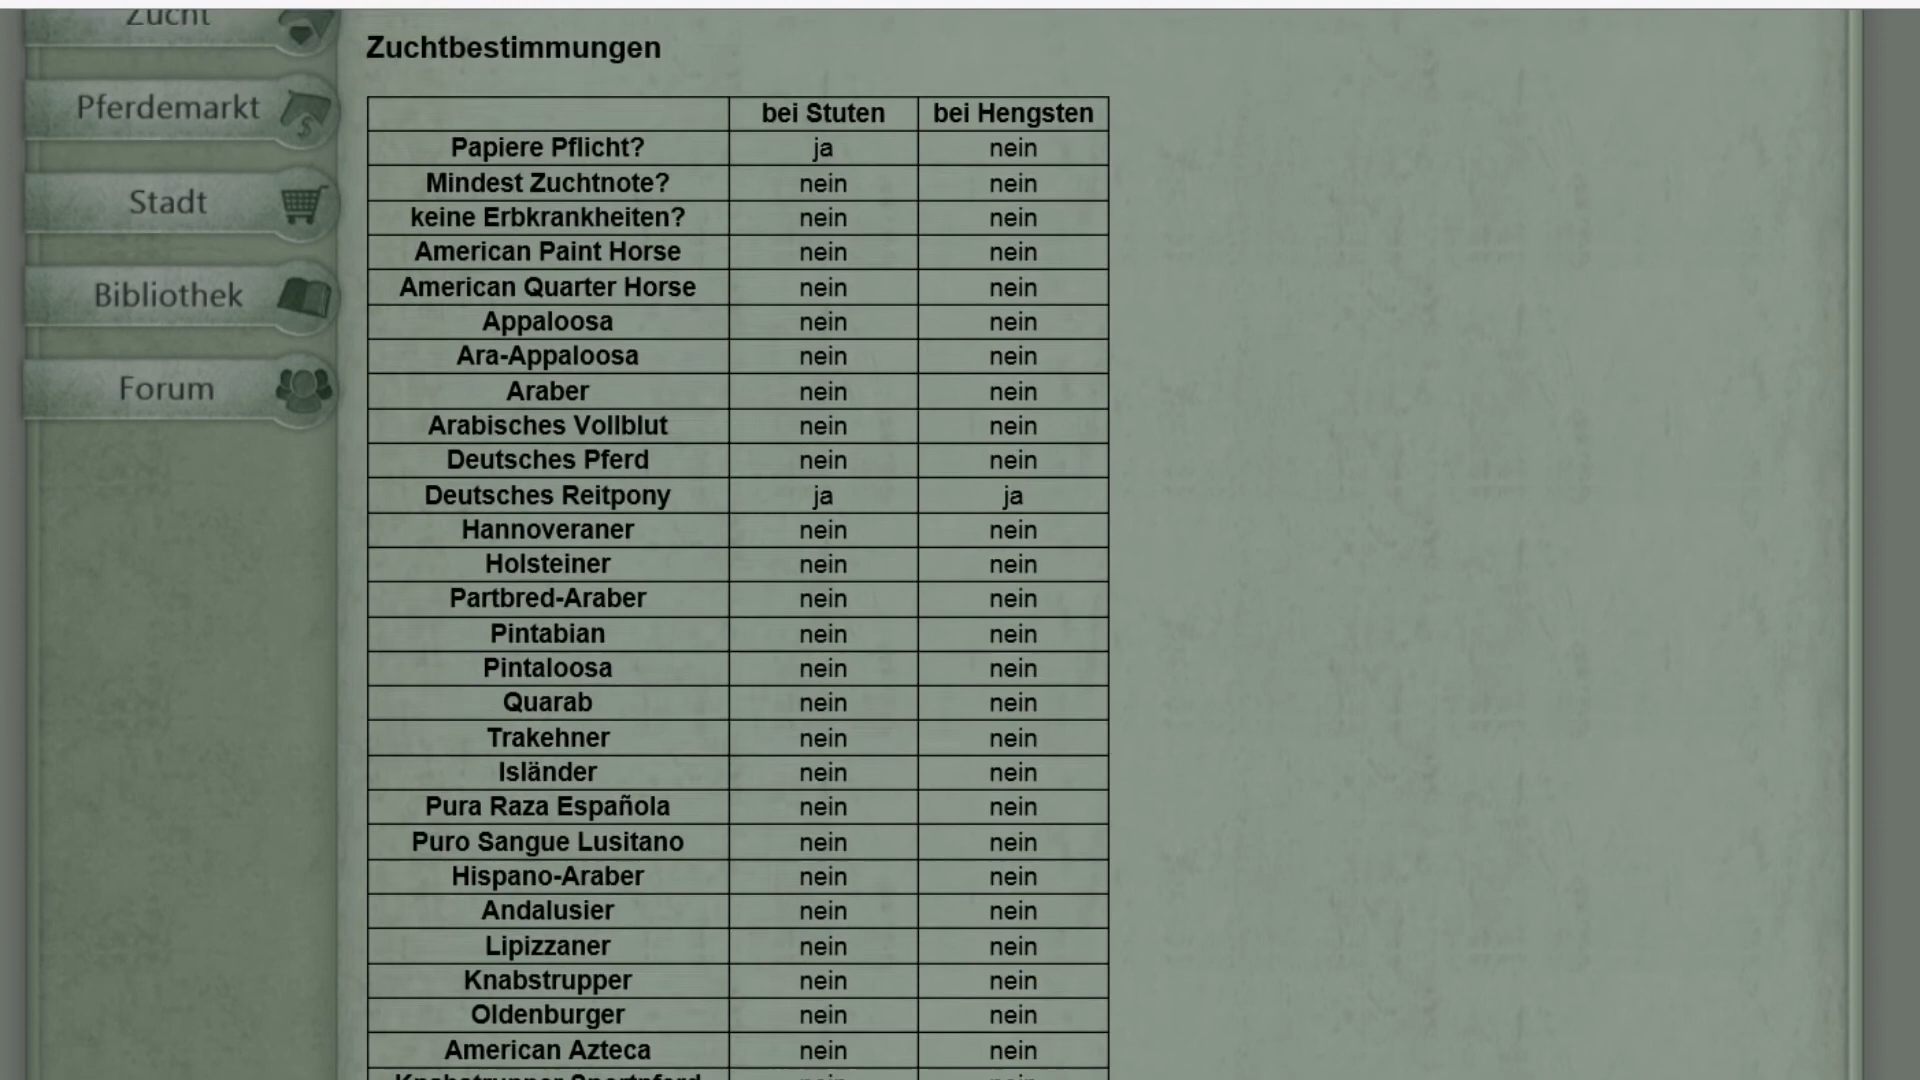 Zucht
Pferdemarkt
Stadt
Bibliothek
Forum
Zuchtbestimmungen
bei Stuten bei Hengsten
Papiere Pflicht? ja nein
Mindest Zuchtnote? nein nein
keine Erbkrankheiten? nein nein
American Paint Horse nein nein
American Quarter Horse nein nein
Appaloosa nein nein
Ara-Appaloosa nein nein
Araber nein nein
Arabisches Vollblut nein nein
Deutsches Pferd nein nein
Deutsches Reitpony ja ja
Hannoveraner nein nein
Holsteiner nein nein
Partbred-Araber nein nein
Pintabian nein nein
Pintaloosa nein nein
Quarab nein nein
Trakehner nein nein
Isländer nein nein
Pura Raza Española nein nein
Puro Sangue Lusitano nein nein
Hispano-Araber nein nein
Andalusier nein nein
Lipizzaner nein nein
Knabstrupper nein nein
Oldenburger nein nein
American Azteca nein nein
Knabstrupper Sportpferd nein nein